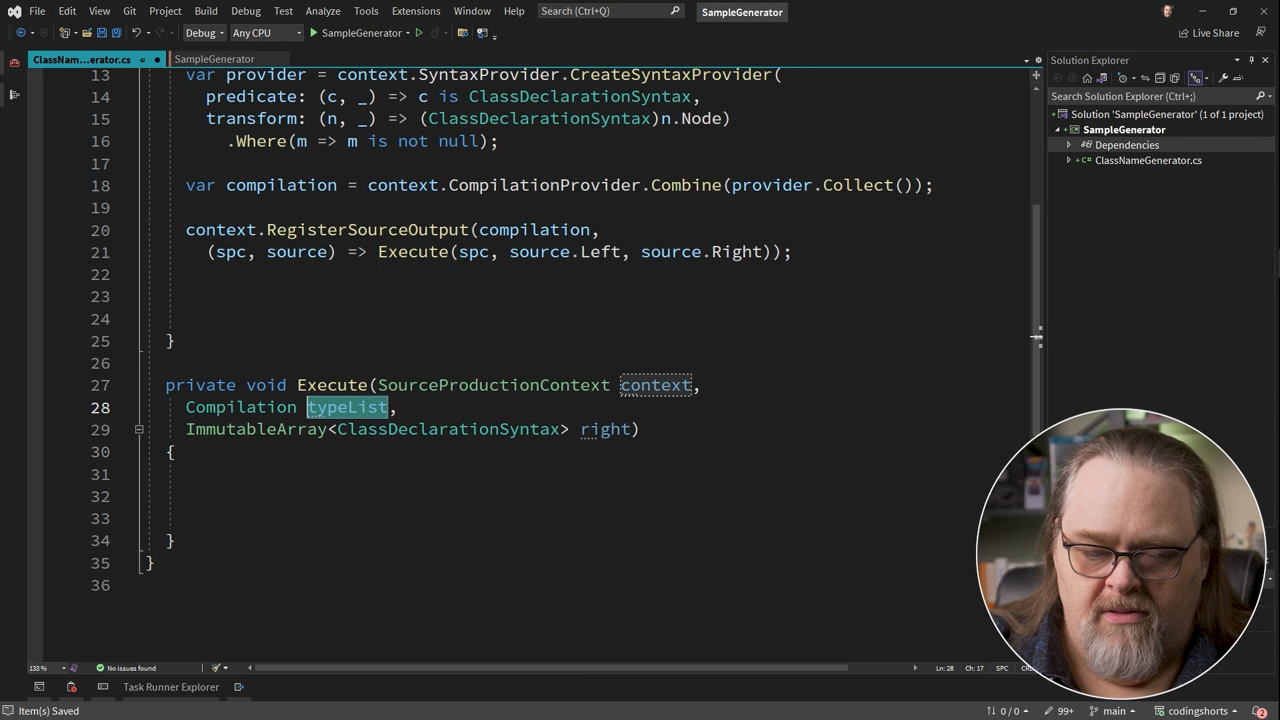 File Edit View Git Project Build Debug Test Analyze Tools Extensions Window Help Search (Ctrl+Q) SampleGenerator
Debug Any CPU SampleGenerator Live Share
ClassNam...erator.cs SampleGenerator Solution Explorer
Search Solution Explorer (Ctrl+;)
Solution 'SampleGenerator' (1 of 1 project)
SampleGenerator
Dependencies
C# ClassNameGenerator.cs
13 var provider = context.SyntaxProvider.CreateSyntaxProvider(
14 predicate: (c, _) => c is ClassDeclarationSyntax,
15 transform: (n, _) => (ClassDeclarationSyntax)n.Node)
16 .Where(m => m is not null);
17
18 var compilation = context.CompilationProvider.Combine(provider.Collect());
19
20 context.RegisterSourceOutput(compilation,
21 (spc, source) => Execute(spc, source.Left, source.Right));
22
23
24
25 }
26
27 private void Execute(SourceProductionContext context,
28 Compilation typeList,
29 ImmutableArray<ClassDeclarationSyntax> right)
30 {
31
32
33
34 }
35 }
36
133 % No issues found Ln: 28 Ch: 17 SPC
Task Runner Explorer
Item(s) Saved 0 / 0 99+ main codingshorts 2